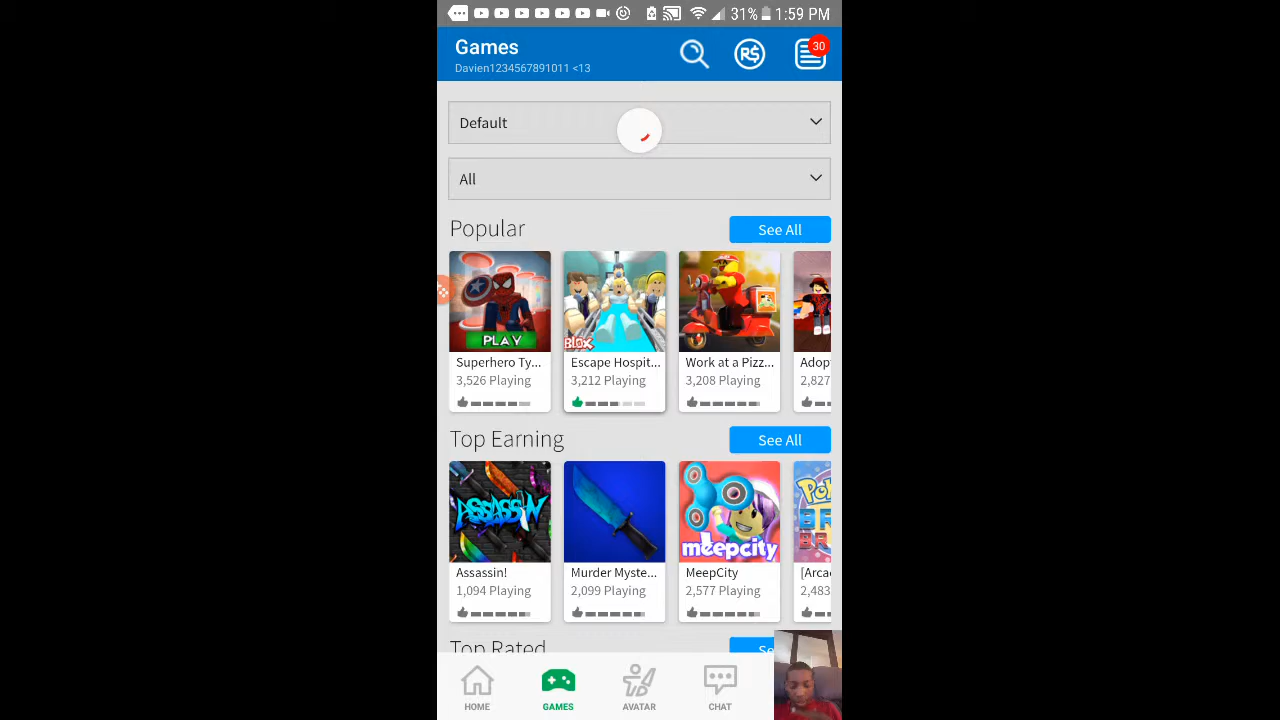 31% 1:59 PM
Games
30
Davien1234567891011 <13
R$
Default
All
Popular
See All
PLAY
BLOX
Superhero Ty...
Escape Hospit...
Work at a Pizz...
Adop
3,526 Playing
3,212 Playing
3,208 Playing
2,827
Top Earning
See All
ASSASSIN
meepcity
Assassin!
Murder Myste...
MeepCity
[Arca
1,094 Playing
2,099 Playing
2,577 Playing
2,483
Top Rated
HOME
GAMES
AVATAR
CHAT